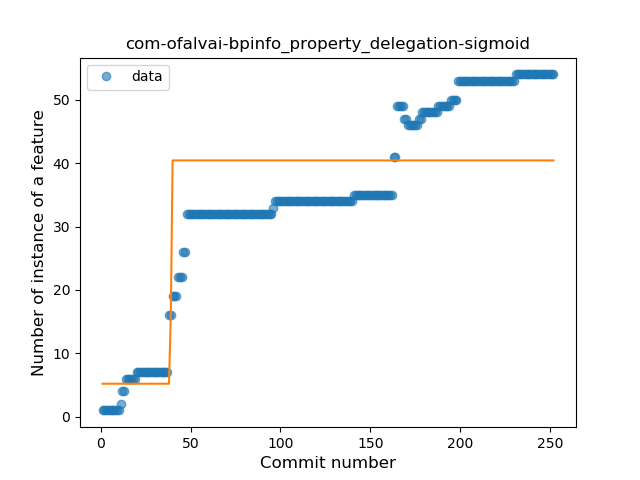 com-ofalvai-bpinfo_property_delegation-sigmoid
data
Number of instance of a feature
50
40
30
20
10
0
0 50 100 150 200 250
Commit number